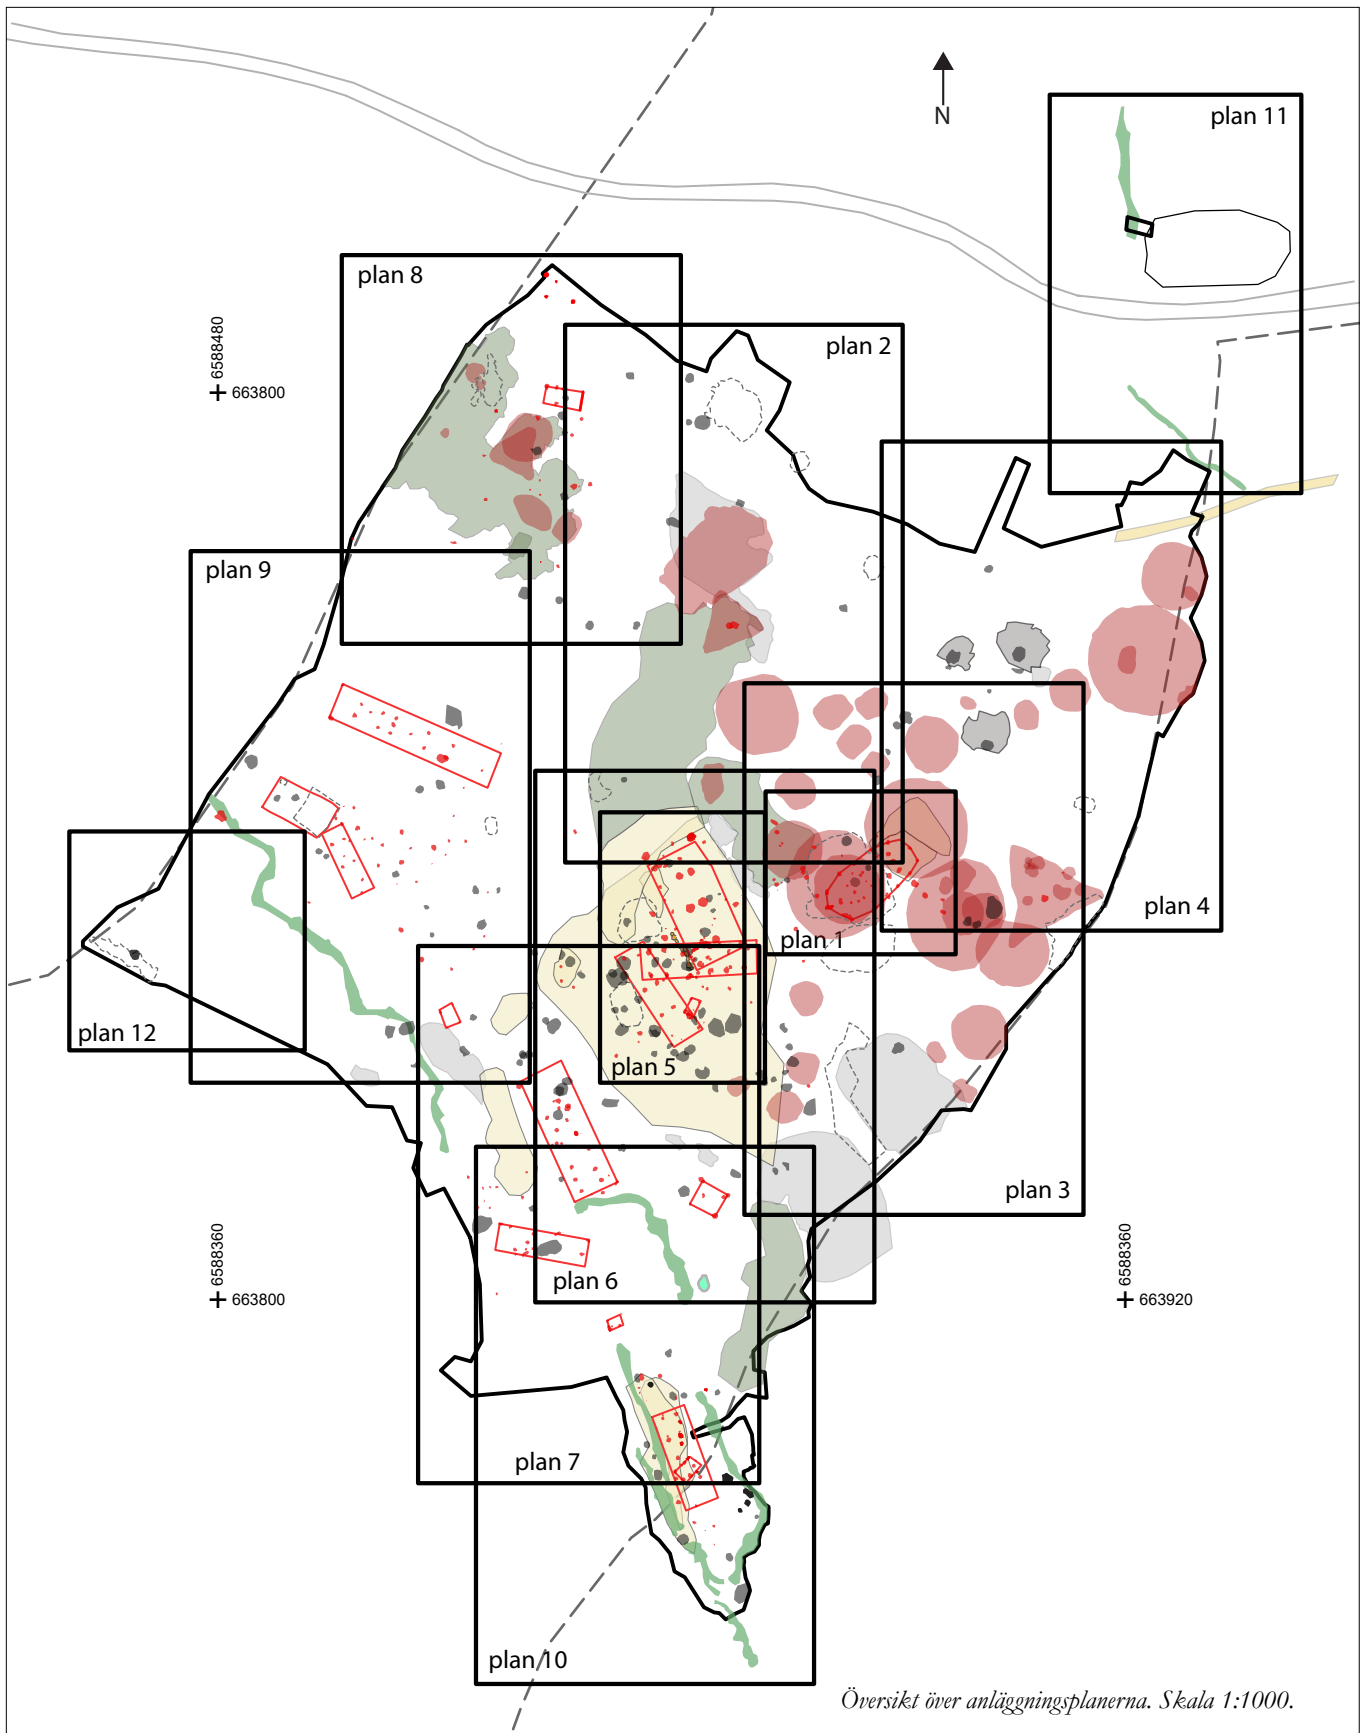 N
plan 11
plan 8
plan 2
6588480
663800
plan 9
plan 4
plan 1
plan 12
plan 5
plan 3
6588360
663800
plan 6
6588360
663920
plan 7
plan 10
Översikt över anläggningsplanerna. Skala 1:1000.